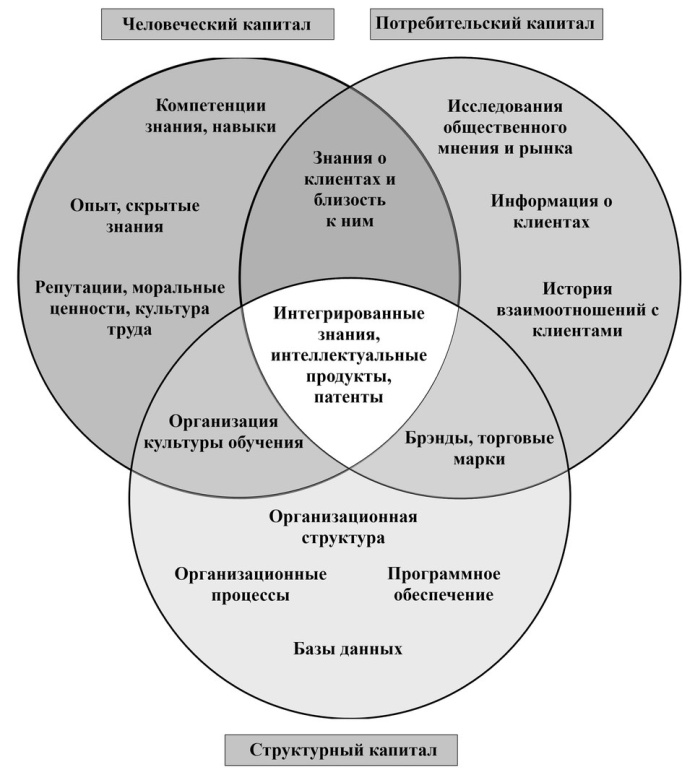 Человеческий капитал
Потребительский капитал
Компетенции
знания, навыки
Опыт, скрытые
знания
Репутации, моральные
ценности, культура
труда
Знания о
клиентах и
близость
к ним
Исследования
общественного
мнения и рынка
Информация о
клиентах
История
взаимоотношений с
клиентами
Интегрированные
знания,
интеллектуальные
продукты,
патенты
Организация
культуры обучения
Брэнды, торговые
марки
Организационная
структура
Организационные
процессы
Программное
обеспечение
Базы данных
Структурный капитал